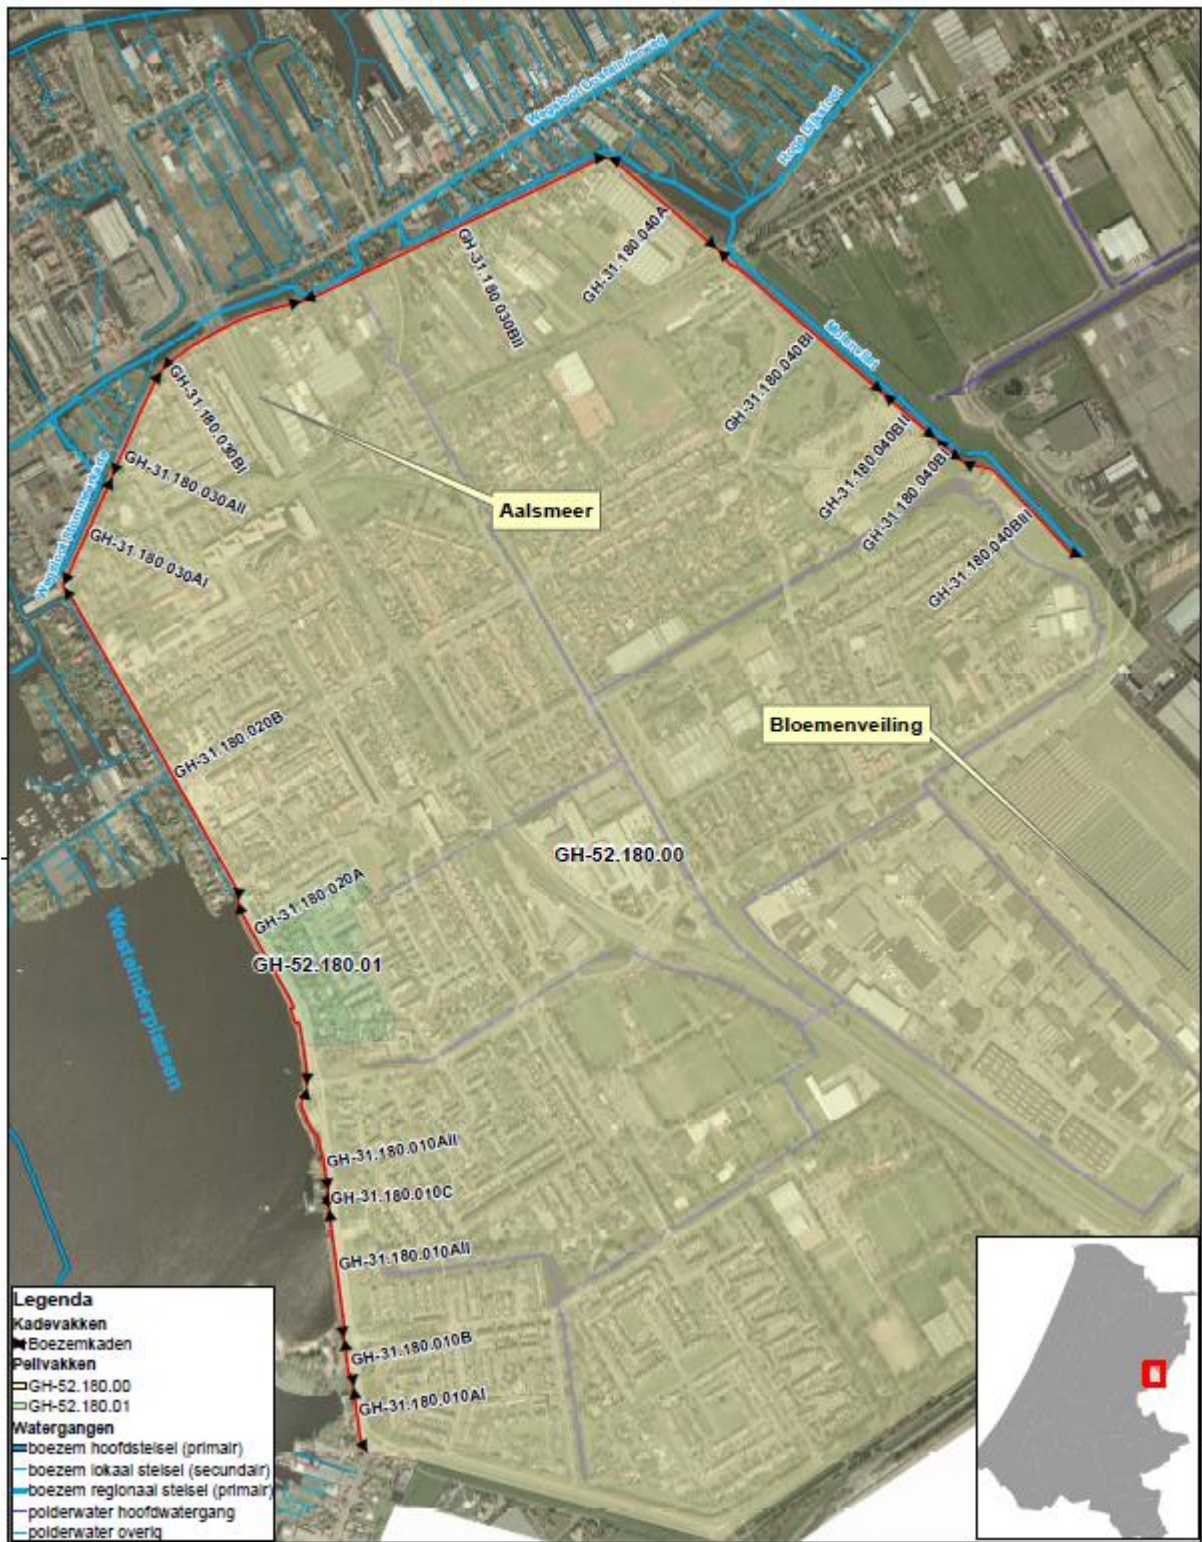 Wegsloot Oosteinderweg
Hoge Dijksloot
GH-31.180.040A
GH-31.180.030BII
Molenvliet
GH-31.180.040BI
GH-31.180.030BI
GH-31.180.040BII
GH-31.180.030AII
GH-31.180.040BI
Aalsmeer
GH-31.180.040BIII
GH-31.180.030AI
GH-31.180.020B
Bloemenveiling
GH-52.180.00
GH-31.180.020A
GH-52.180.01
Westeinderplassen
GH-31.180.010AII
GH-31.180.010C
GH-31.180.010AII
GH-31.180.010B
GH-31.180.010AI
Legenda
Kadevakken
Boezemkaden
Peilvakken
GH-52.180.00
GH-52.180.01
Watergangen
boezem hoofdstelsel (primair)
boezem lokaal stelsel (secundair)
boezem regionaal stelsel (primair)
polderwater hoofdwatergang
polderwater overig